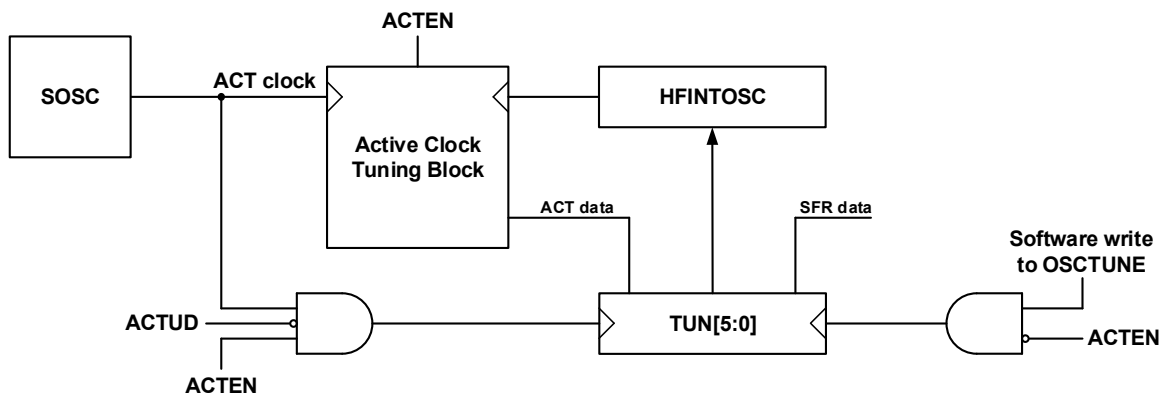 ACTEN
SOSC
ACT clock
HFINTOSC
Active Clock
Tuning Block
ACT data
SFR data
Software write
to OSCTUNE
ACTUD
TUN[5:0]
ACTEN
ACTEN